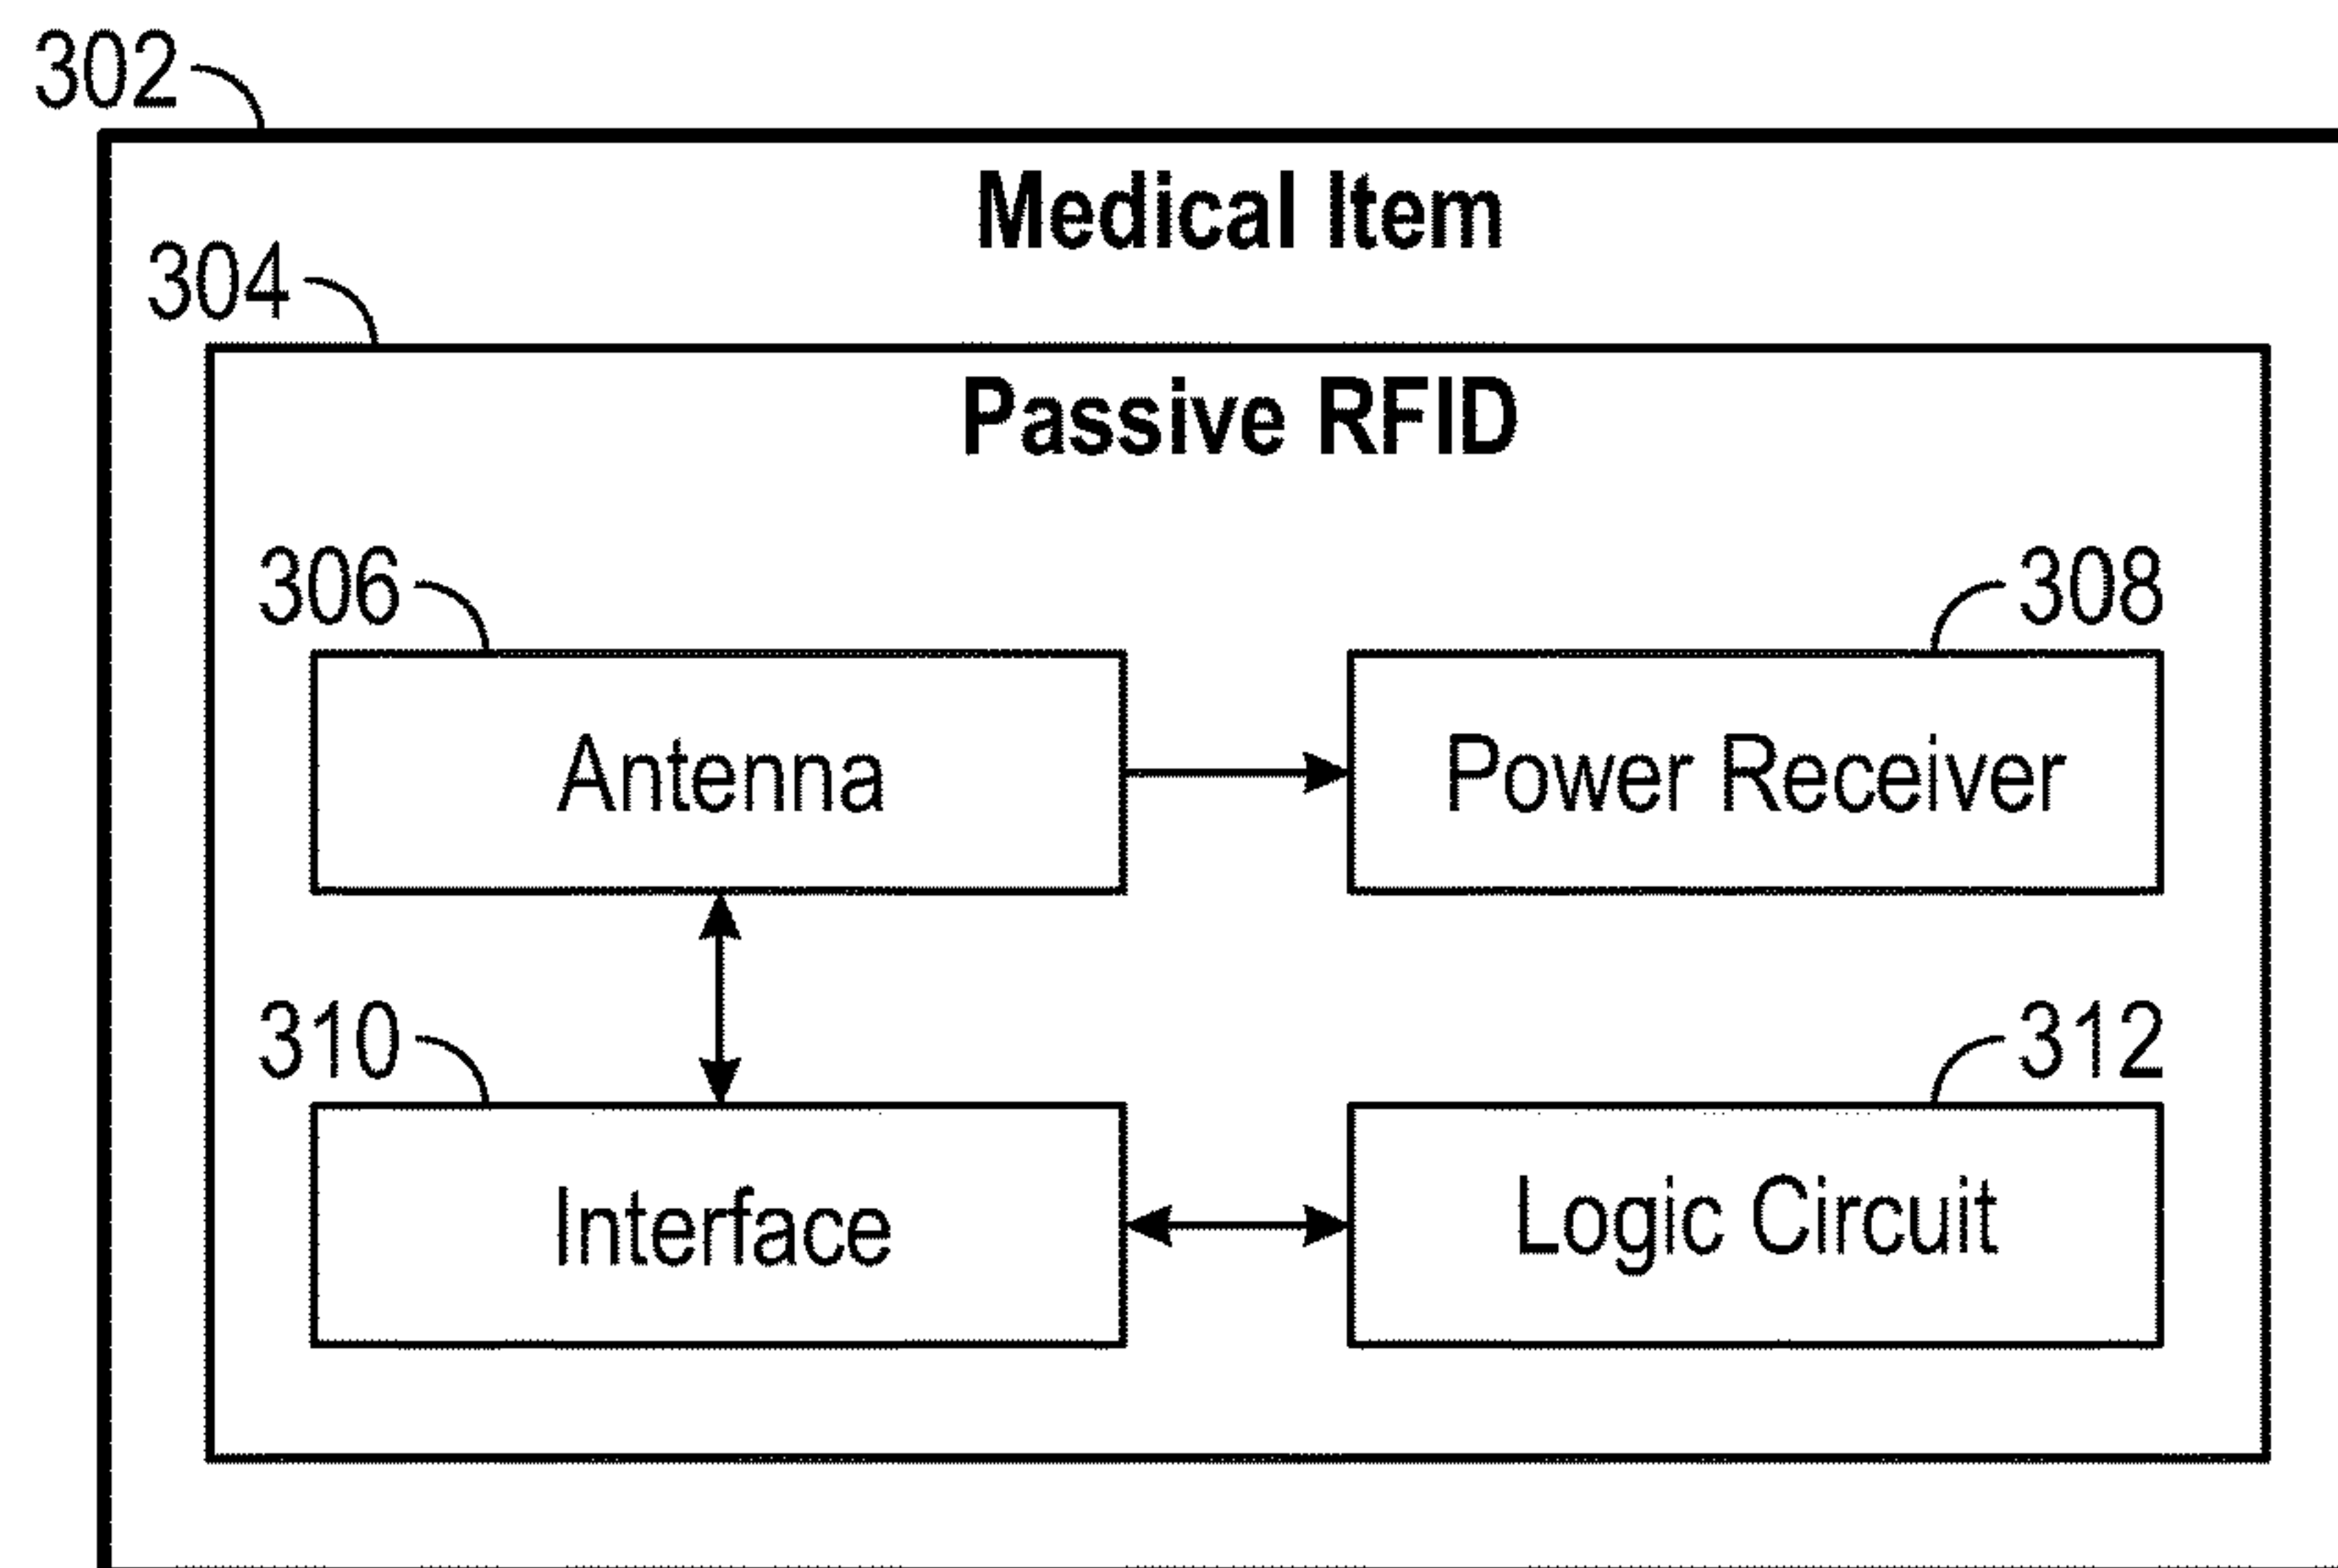 302
Medical Item
304
Passive RFID
306
308
Antenna
Power Receiver
310
312
Interface
Logic Circuit